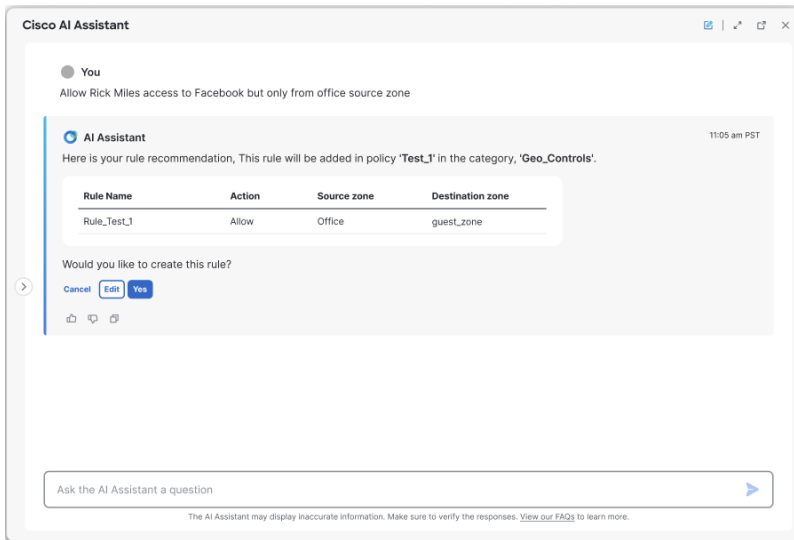 Cisco AI Assistant
You
Allow Rick Miles access to Facebook but only from office source zone
AI Assistant
11:05 am PST
Here is your rule recommendation, This rule will be added in policy 'Test_1' in the category, 'Geo_Controls'.
Rule Name Action Source zone Destination zone
Rule_Test_1 Allow Office guest_zone
Would you like to create this rule?
Cancel Edit Yes
Ask the AI Assistant a question
The AI Assistant may display inaccurate information. Make sure to verify the responses. View our FAQs to learn more.